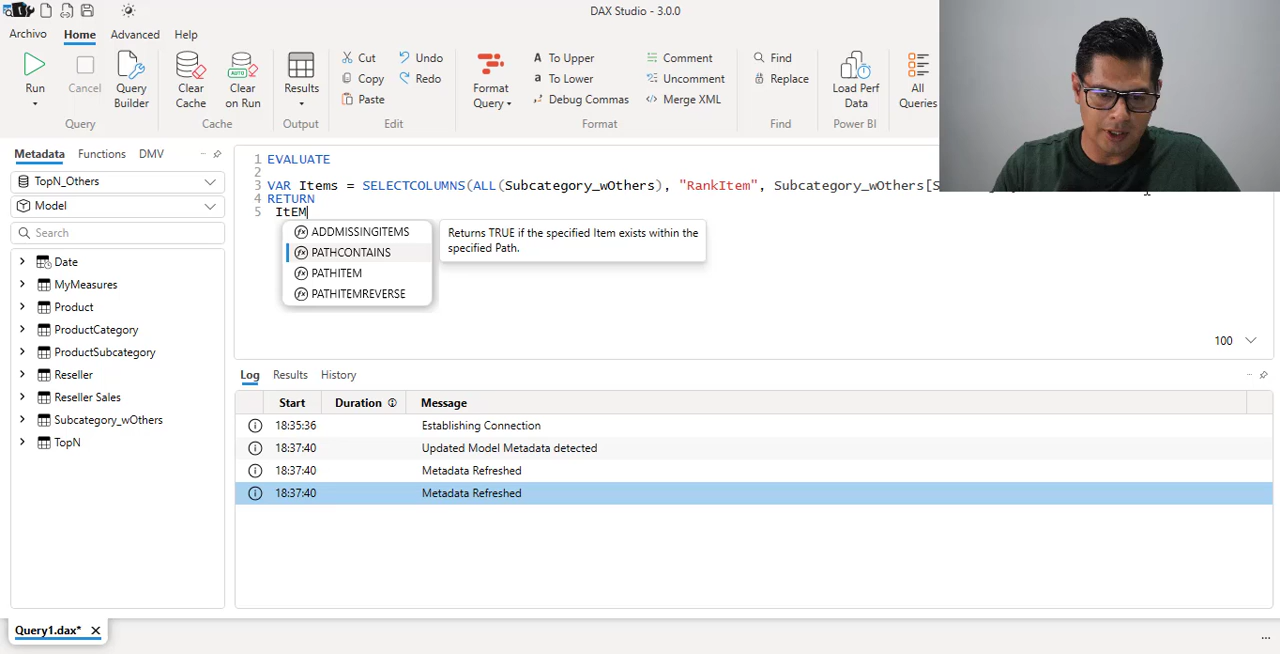 DAX Studio - 3.0.0
Archivo Home Advanced Help
Run Cancel Query Builder Clear Cache Clear on Run Results Cut Copy Paste Undo Redo Format Query To Upper To Lower Debug Commas Comment Uncomment Merge XML Find Replace Load Perf Data All Queries
Query Cache Output Edit Format Find Power BI
Metadata Functions DMV
TopN_Others
Model
Search
Date
MyMeasures
Product
ProductCategory
ProductSubcategory
Reseller
Reseller Sales
Subcategory_wOthers
TopN
1 EVALUATE
2
3 VAR Items = SELECTCOLUMNS(ALL(Subcategory_wOthers), "RankItem", Subcategory_wOthers[S
4 RETURN
5 ItEM
ADDMISSINGITEMS
PATHCONTAINS
PATHITEM
PATHITEMREVERSE
Returns TRUE if the specified Item exists within the
specified Path.
100
Log Results History
Start Duration Message
18:35:36 Establishing Connection
18:37:40 Updated Model Metadata detected
18:37:40 Metadata Refreshed
18:37:40 Metadata Refreshed
Query1.dax*